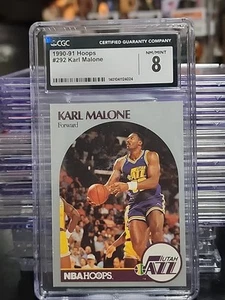 CGC
CERTIFIED GUARANTY COMPANY
1990-91 Hoops
#292 Karl Malone
NM/MINT
8
KARL MALONE
Forward
JAZZ
NBA HOOPS
UTAH
JAZZ